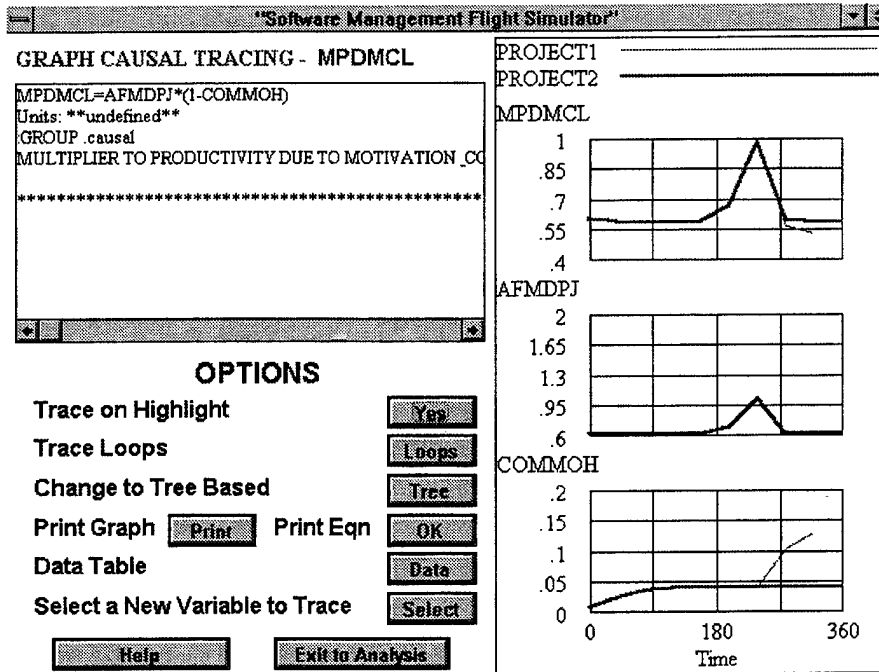 "Software Management Flight Simulator"
GRAPH CAUSAL TRACING - MPDMCL
MPDMCL=AFMDPJ*(1-COMMOH)
Units: **undefined**
:GROUP .causal
MULTIPLIER TO PRODUCTIVITY DUE TO MOTIVATION _CO
************************************************
OPTIONS
Trace on Highlight Yes
Trace Loops Loops
Change to Tree Based Tree
Print Graph Print Print Eqn OK
Data Table Data
Select a New Variable to Trace Select
Help Exit to Analysis
PROJECT1
PROJECT2
MPDMCL
1
.85
.7
.55
.4
AFMDPJ
2
1.65
1.3
.95
.6
COMMOH
.2
.15
.1
.05
0
0 180 360
Time